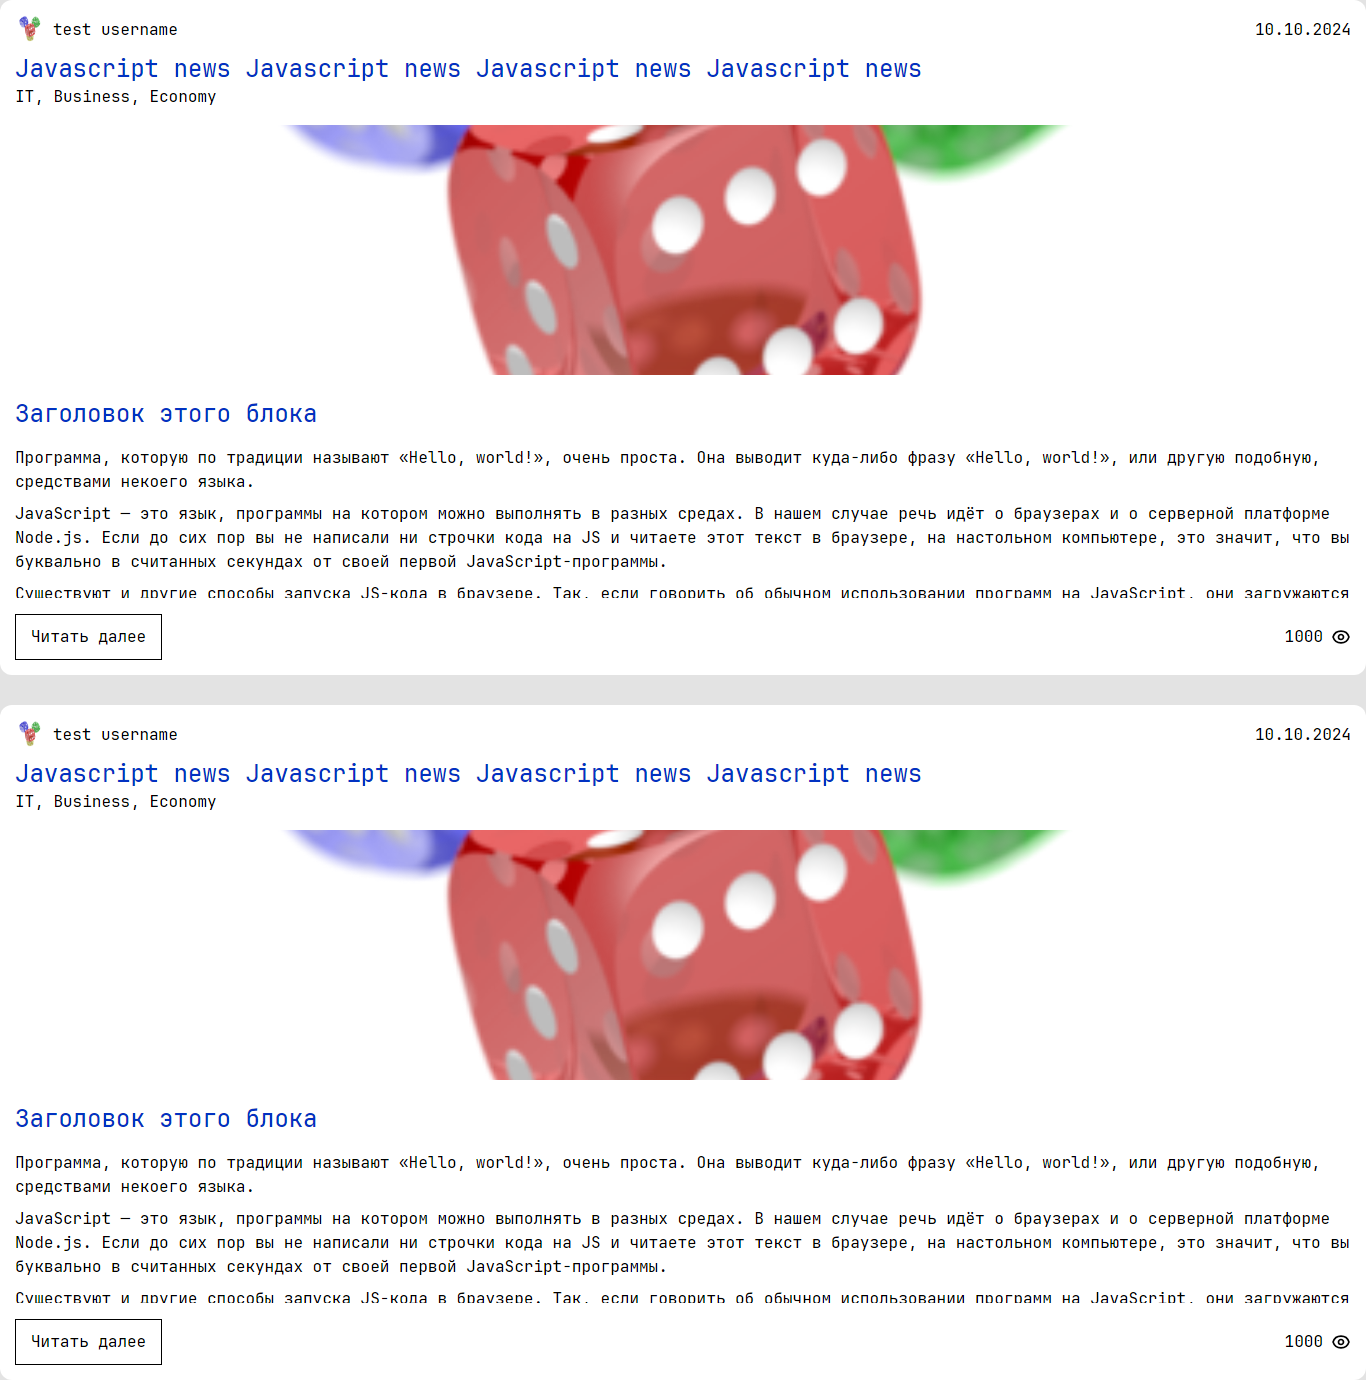 test username 10.10.2024
Javascript news Javascript news Javascript news Javascript news
IT, Business, Economy
Заголовок этого блока
Программа, которую по традиции называют «Hello, world!», очень проста. Она выводит куда-либо фразу «Hello, world!», или другую подобную,
средствами некоего языка.
JavaScript — это язык, программы на котором можно выполнять в разных средах. В нашем случае речь идёт о браузерах и о серверной платформе
Node.js. Если до сих пор вы не написали ни строчки кода на JS и читаете этот текст в браузере, на настольном компьютере, это значит, что вы
буквально в считанных секундах от своей первой JavaScript-программы.
Существуют и другие способы запуска JS-кода в браузере. Так, если говорить об обычном использовании программ на JavaScript, они загружаются
Читать далее 1000
test username 10.10.2024
Javascript news Javascript news Javascript news Javascript news
IT, Business, Economy
Заголовок этого блока
Программа, которую по традиции называют «Hello, world!», очень проста. Она выводит куда-либо фразу «Hello, world!», или другую подобную,
средствами некоего языка.
JavaScript — это язык, программы на котором можно выполнять в разных средах. В нашем случае речь идёт о браузерах и о серверной платформе
Node.js. Если до сих пор вы не написали ни строчки кода на JS и читаете этот текст в браузере, на настольном компьютере, это значит, что вы
буквально в считанных секундах от своей первой JavaScript-программы.
Существуют и другие способы запуска JS-кода в браузере. Так, если говорить об обычном использовании программ на JavaScript, они загружаются
Читать далее 1000